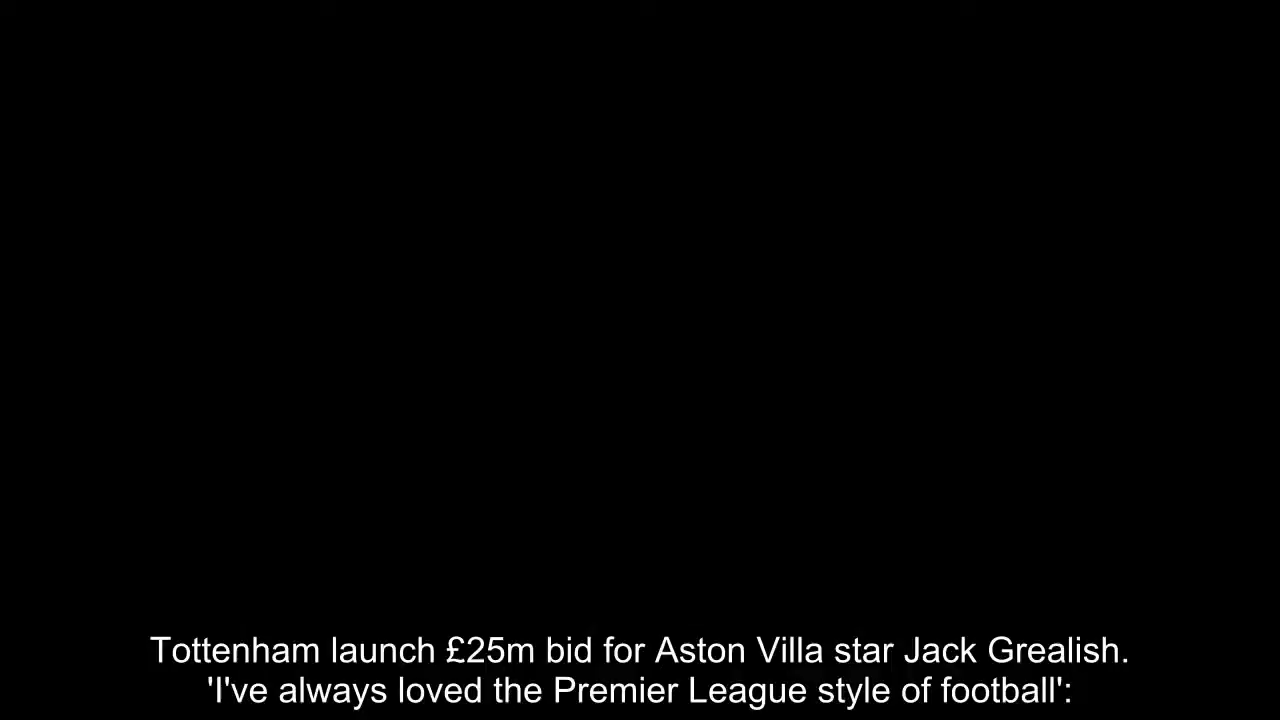 Tottenham launch £25m bid for Aston Villa star Jack Grealish.
'I've always loved the Premier League style of football':